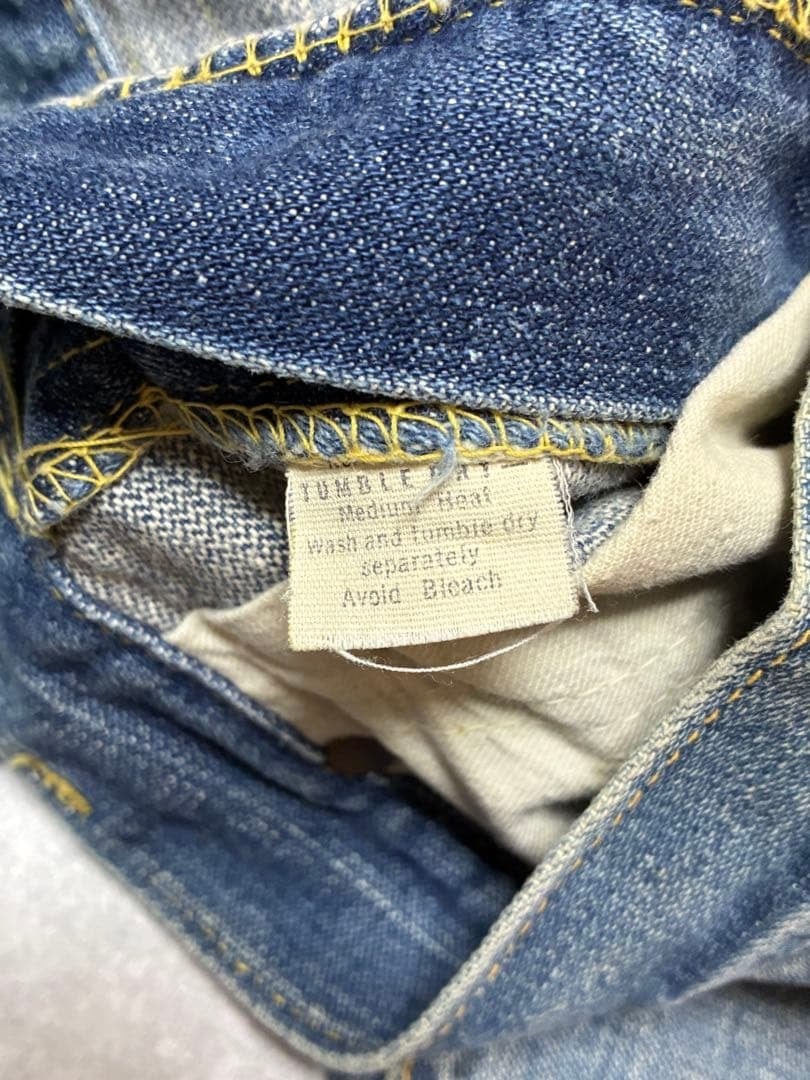 TUMBLE DRY
Medium Heat
Wash and tumble dry
separately
Avoid Bleach